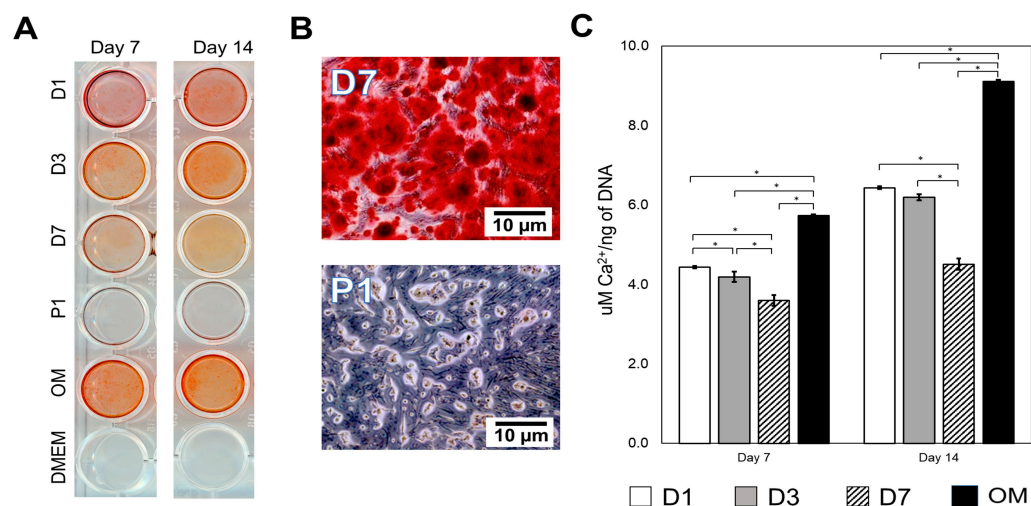 A
Day 7
Day 14
D1
D3
D7
P1
OM
DMEM
B
D7
10 µm
P1
10 µm
C
uM Ca²⁺/ng of DNA
10.0
8.0
6.0
4.0
2.0
0.0
*
*
*
*
*
*
*
*
*
*
*
Day 7
Day 14
D1
D3
D7
OM